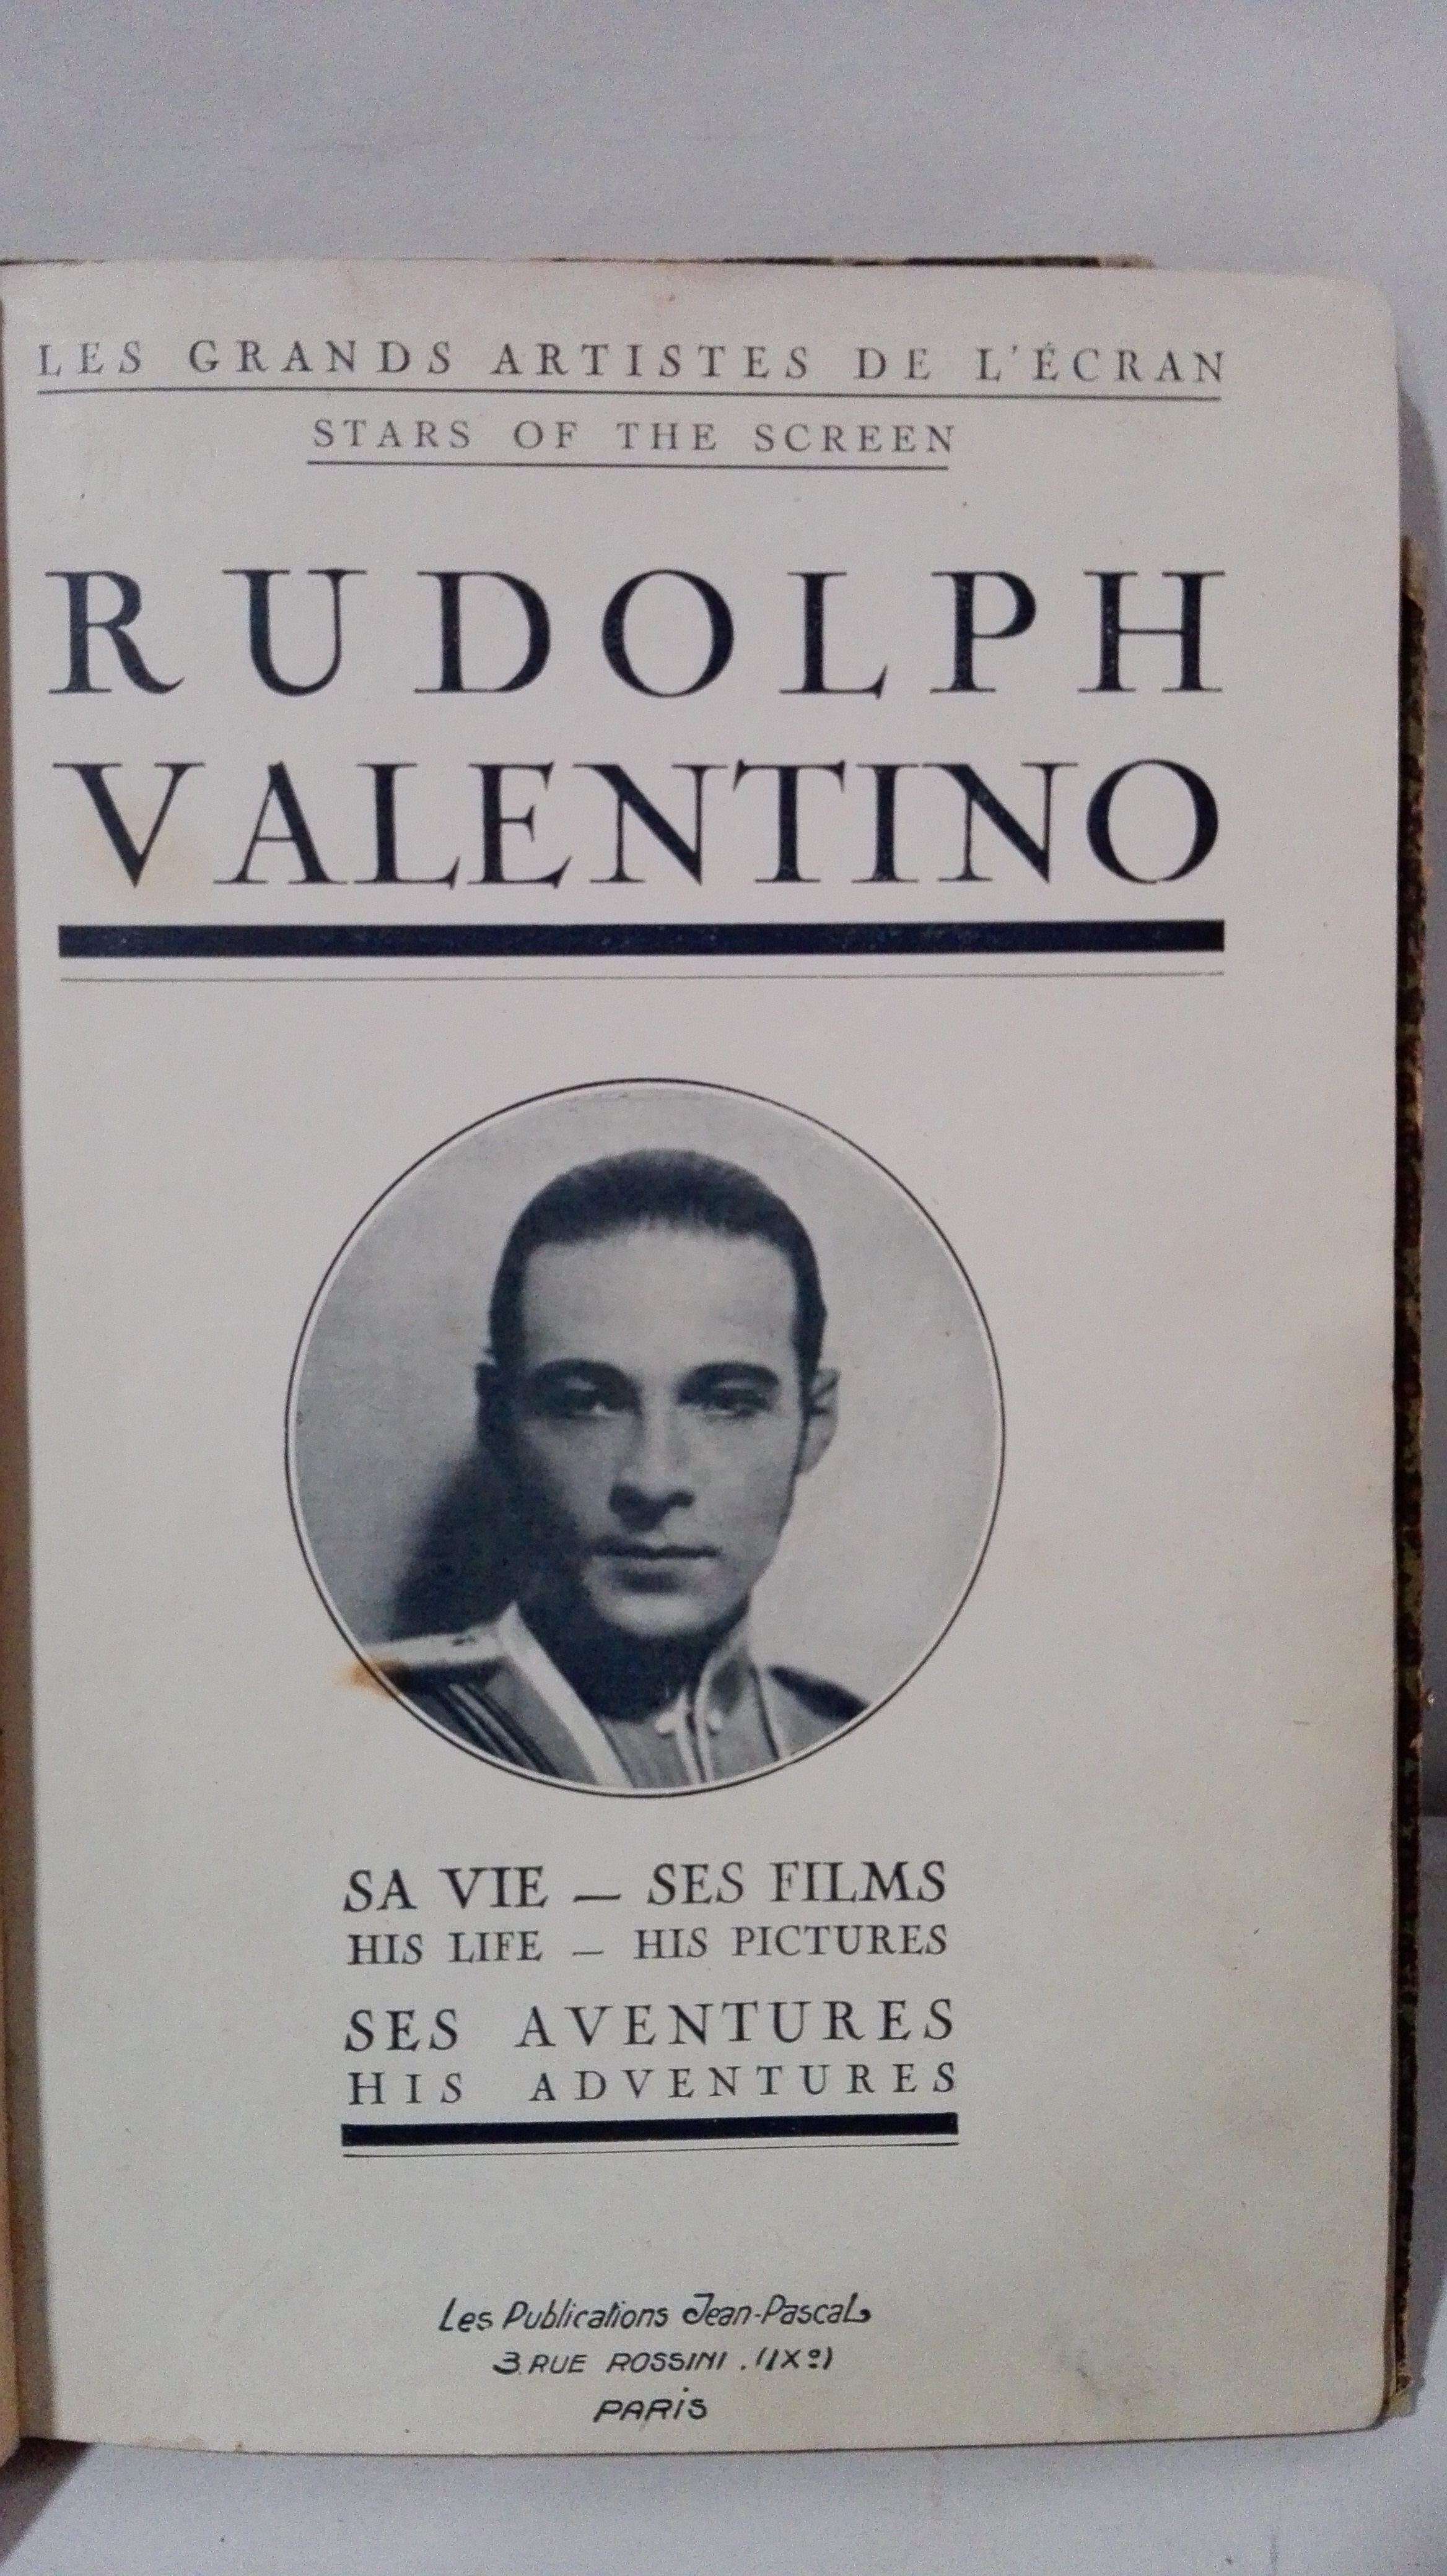 LES GRANDS ARTISTES DE L'ÉCRAN
STARS OF THE SCREEN
RUDOLPH
VALENTINO
SA VIE — SES FILMS
HIS LIFE — HIS PICTURES
SES AVENTURES
HIS ADVENTURES
Les Publications Jean-Pascal
3. RUE ROSSINI. (IXº)
PARIS